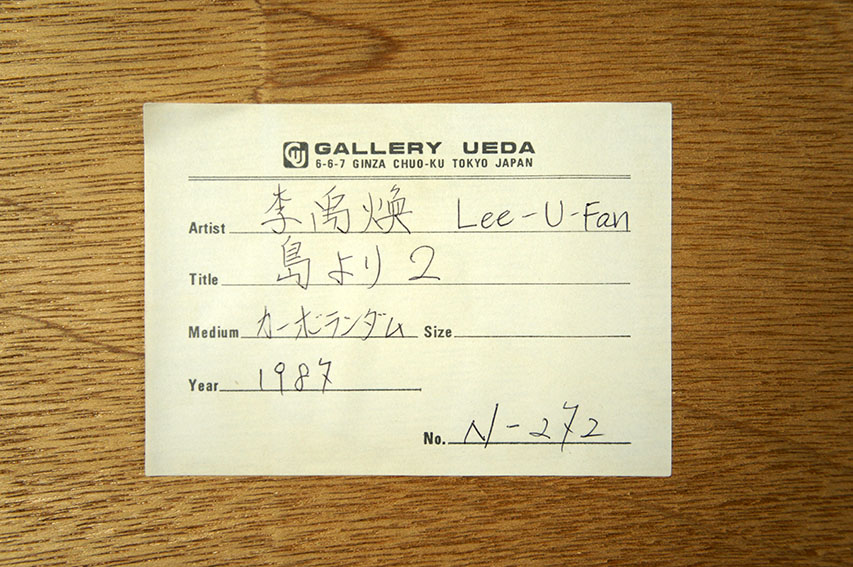 GALLERY UEDA
6-6-7 GINZA CHUO-KU TOKYO JAPAN
Artist 李禹煥 Lee-U-Fan
Title 島より 2
Medium カーボランダム Size
Year 1987
No. N-272